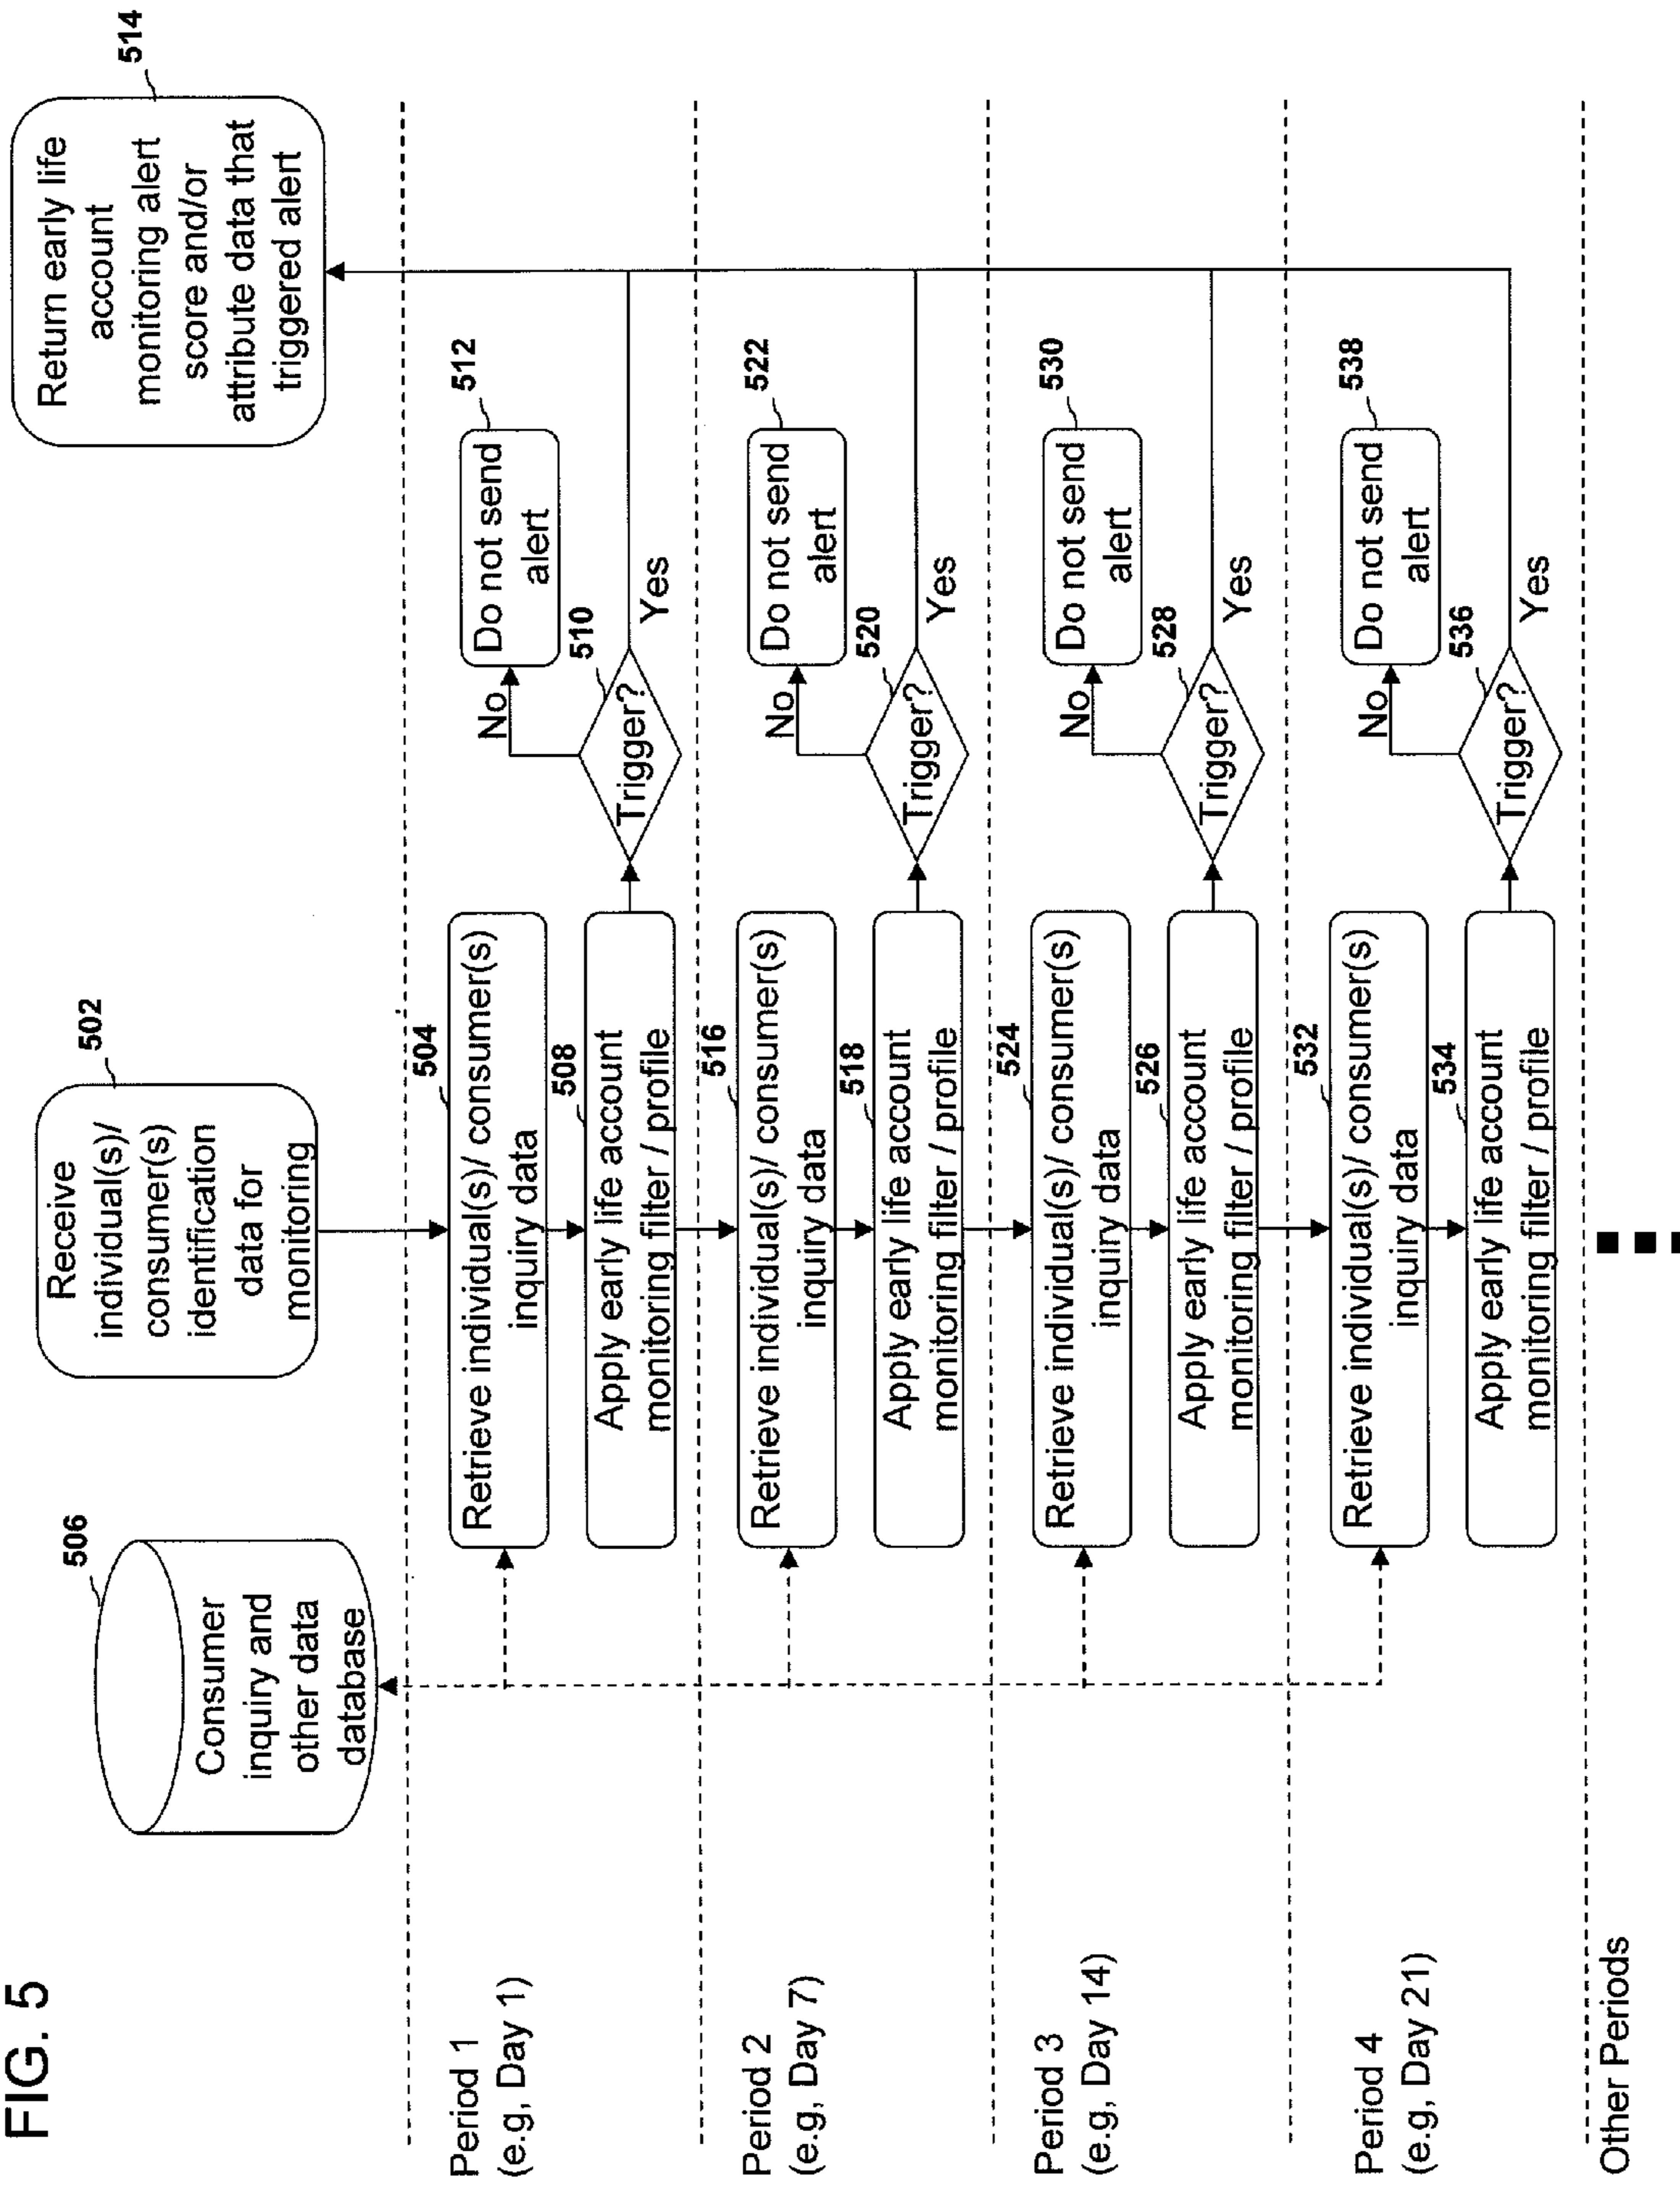 FIG. 5
506
Consumer
inquiry and
other data
database
502
Receive
individual(s)/
consumer(s)
identification
data for
monitoring
514
Return early life
account
monitoring alert
score and/or
attribute data that
triggered alert
Period 1
(e.g, Day 1)
504
Retrieve individual(s)/ consumer(s)
inquiry data
508
Apply early life account
monitoring filter / profile
510
Trigger?
No
Yes
512
Do not send
alert
Period 2
(e.g, Day 7)
516
Retrieve individual(s)/ consumer(s)
inquiry data
518
Apply early life account
monitoring filter / profile
520
Trigger?
No
Yes
522
Do not send
alert
Period 3
(e.g, Day 14)
524
Retrieve individual(s)/ consumer(s)
inquiry data
526
Apply early life account
monitoring filter / profile
528
Trigger?
No
Yes
530
Do not send
alert
Period 4
(e.g, Day 21)
532
Retrieve individual(s)/ consumer(s)
inquiry data
534
Apply early life account
monitoring filter / profile
536
Trigger?
No
Yes
538
Do not send
alert
Other Periods